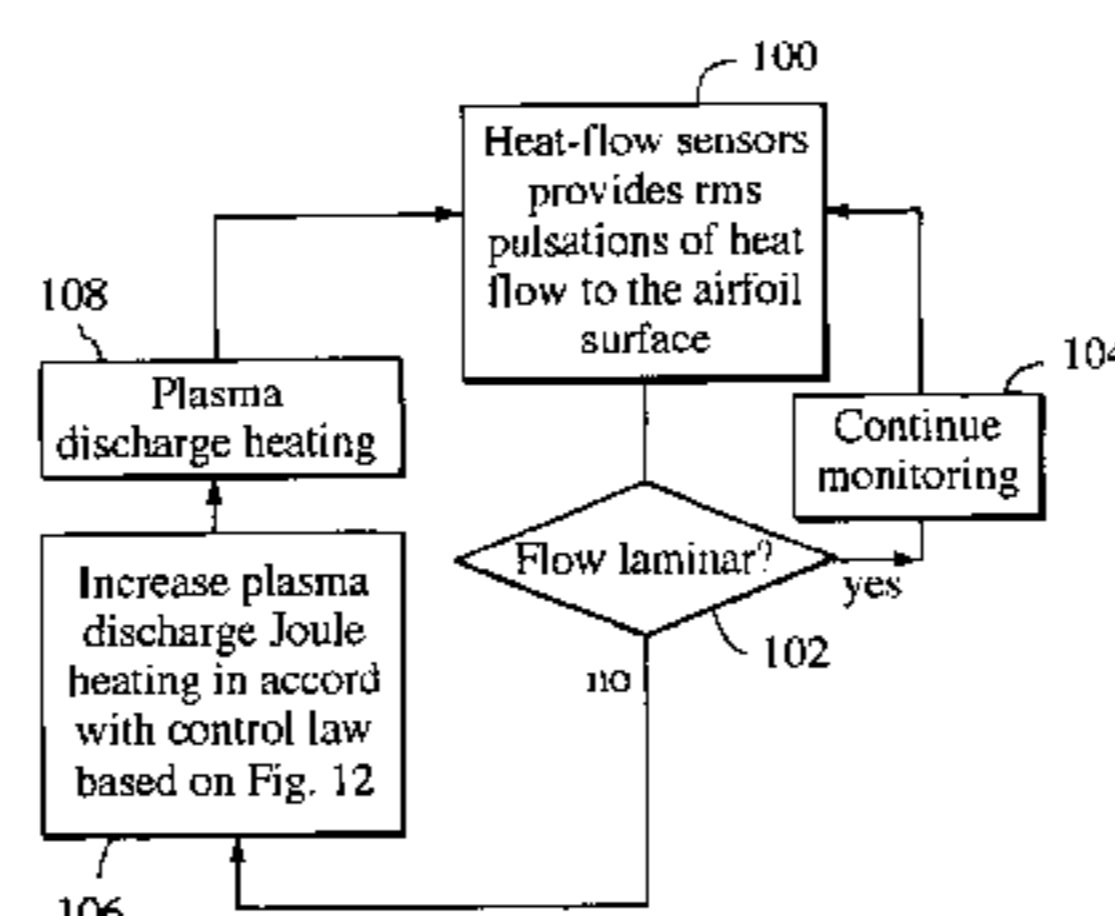 100
Heat-flow sensors
provides rms
pulsations of heat
flow to the airfoil
surface
108
Plasma
discharge heating
104
Continue
monitoring
Flow laminar?
yes
102
no
Increase plasma
discharge Joule
heating in accord
with control law
based on Fig. 12
106